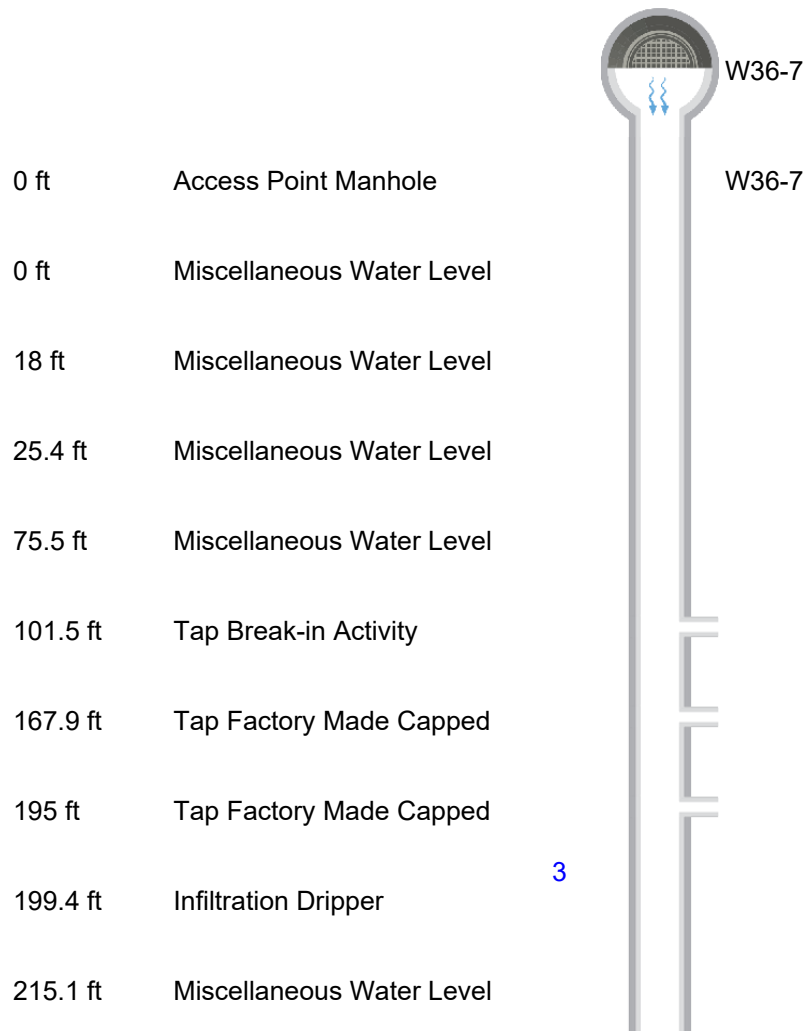 W36-7
0 ft Access Point Manhole W36-7
0 ft Miscellaneous Water Level
18 ft Miscellaneous Water Level
25.4 ft Miscellaneous Water Level
75.5 ft Miscellaneous Water Level
101.5 ft Tap Break-in Activity
167.9 ft Tap Factory Made Capped
195 ft Tap Factory Made Capped
3
199.4 ft Infiltration Dripper
215.1 ft Miscellaneous Water Level